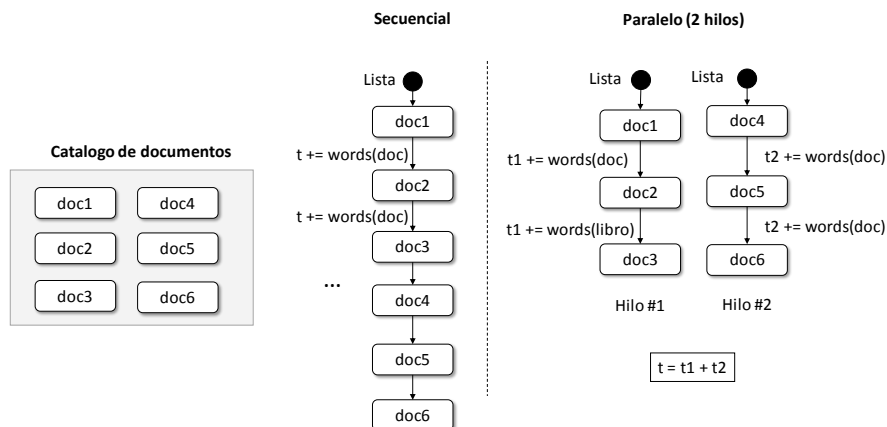 Catalogo de documentos
doc1
doc4
doc2
doc5
doc3
doc6
Secuencial
Lista
doc1
t += words(doc)
doc2
t += words(doc)
doc3
...
doc4
doc5
doc6
Paralelo (2 hilos)
Lista
doc1
t1 += words(doc)
doc2
t1 += words(libro)
doc3
Hilo #1
Lista
doc4
t2 += words(doc)
doc5
t2 += words(doc)
doc6
Hilo #2
t = t1 + t2